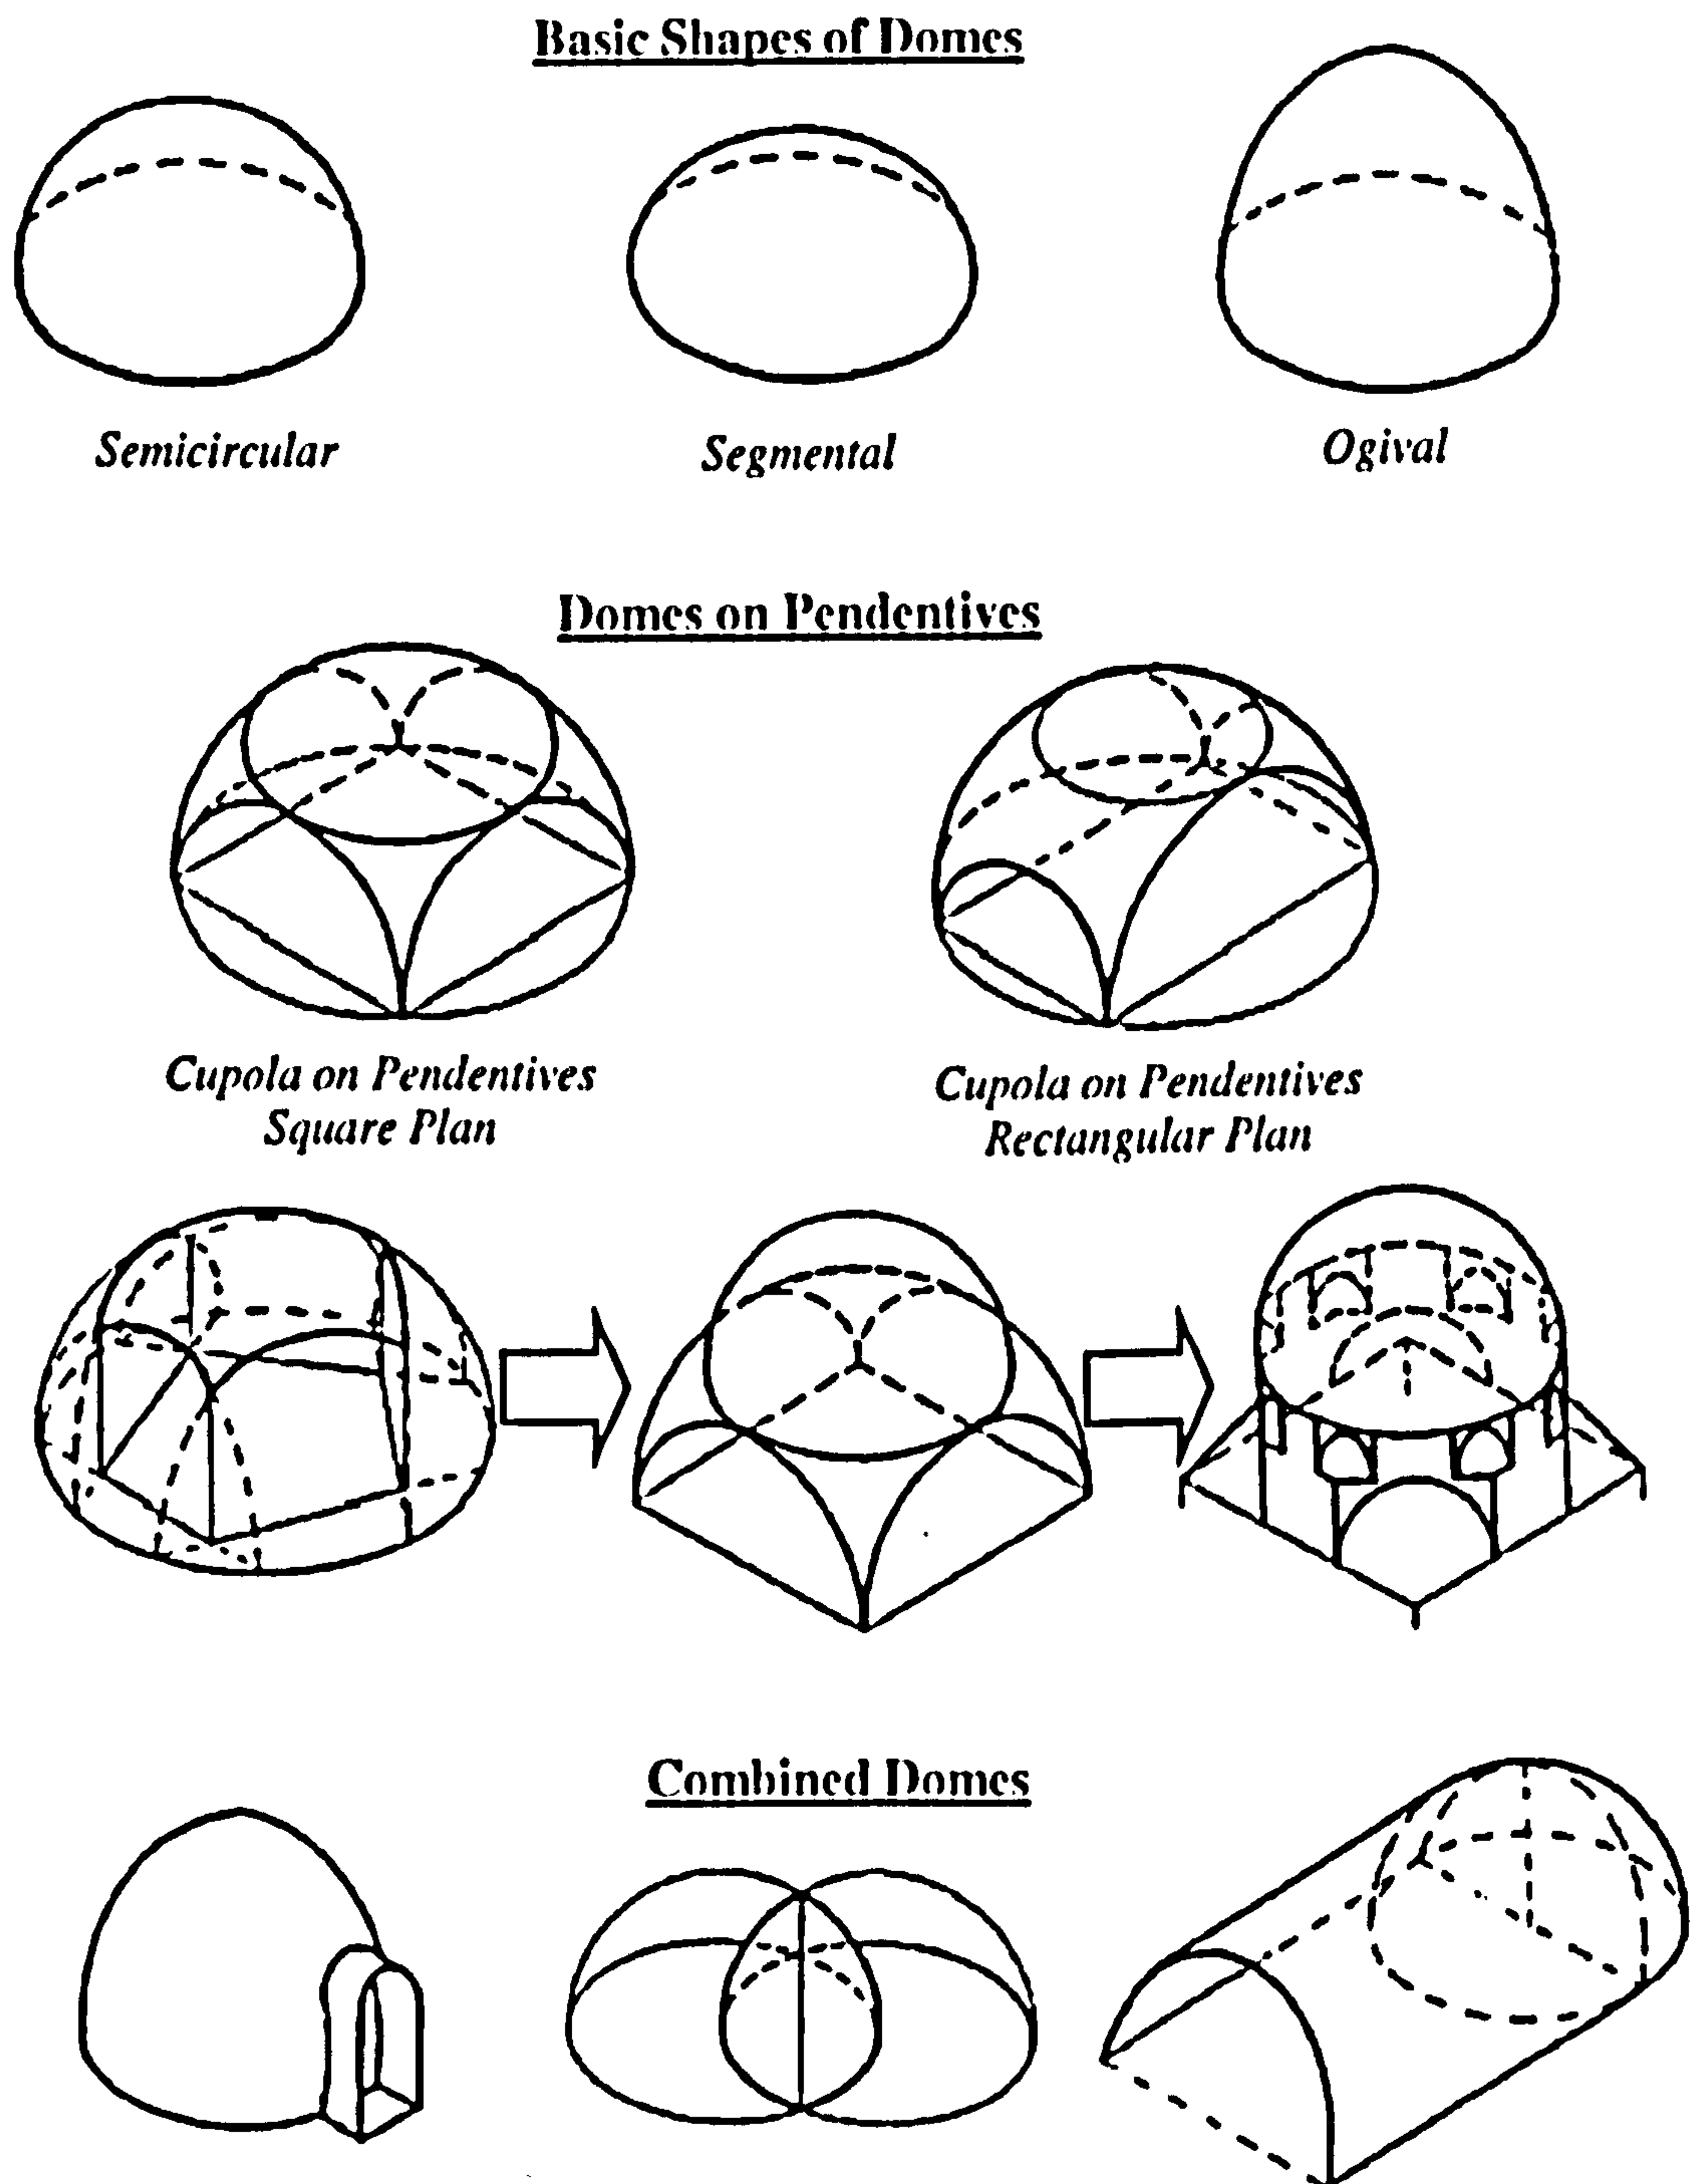 Basic Shapes of Domes
Semicircular
Segmental
Ogival
Domes on Pendentives
Cupola on Pendentives
Square Plan
Cupola on Pendentives
Rectangular Plan
Combined Domes